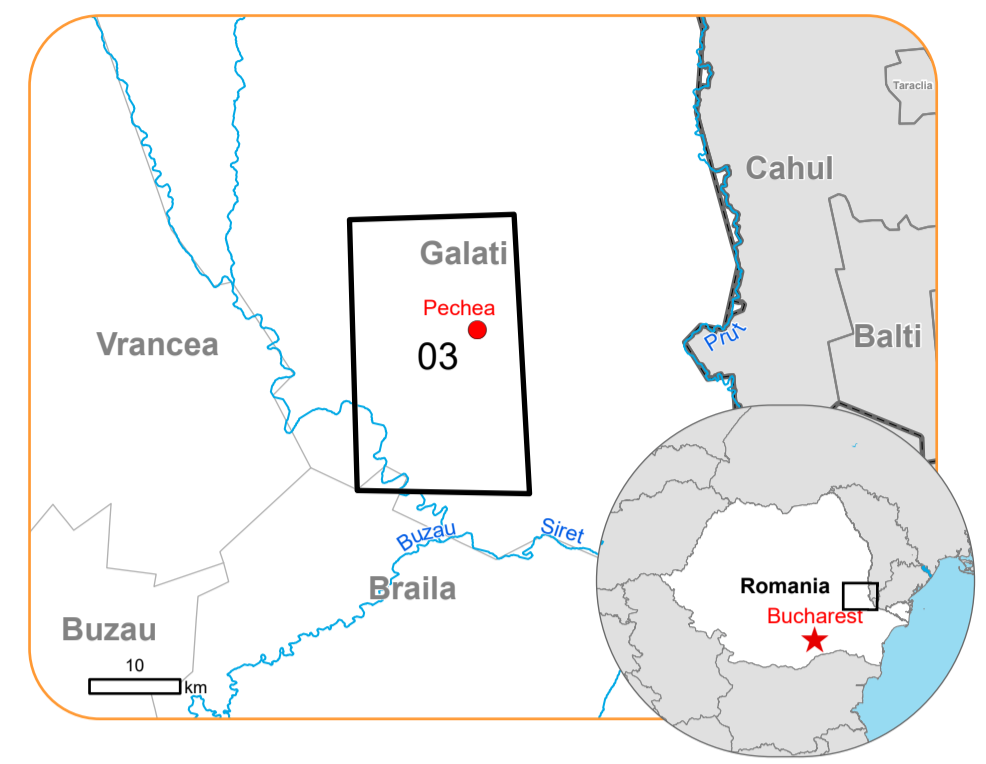 Taraclia
Cahul
Galati
Pechea
Prut
Vrancea
Balti
03
Buzau
Siret
Braila
Romania
Bucharest
Buzau
10
km